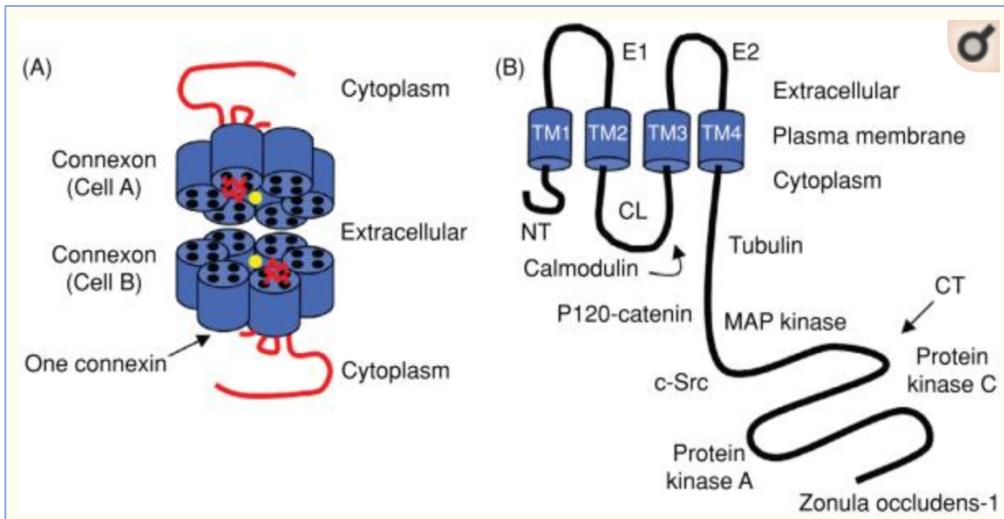 (A)
Cytoplasm
Connexon
(Cell A)
Extracellular
Connexon
(Cell B)
One connexin
Cytoplasm
(B)
E1
E2
Extracellular
TM1 TM2 TM3 TM4
Plasma membrane
Cytoplasm
NT
CL
Calmodulin
Tubulin
P120-catenin
MAP kinase
CT
c-Src
Protein
kinase C
Protein
kinase A
Zonula occludens-1